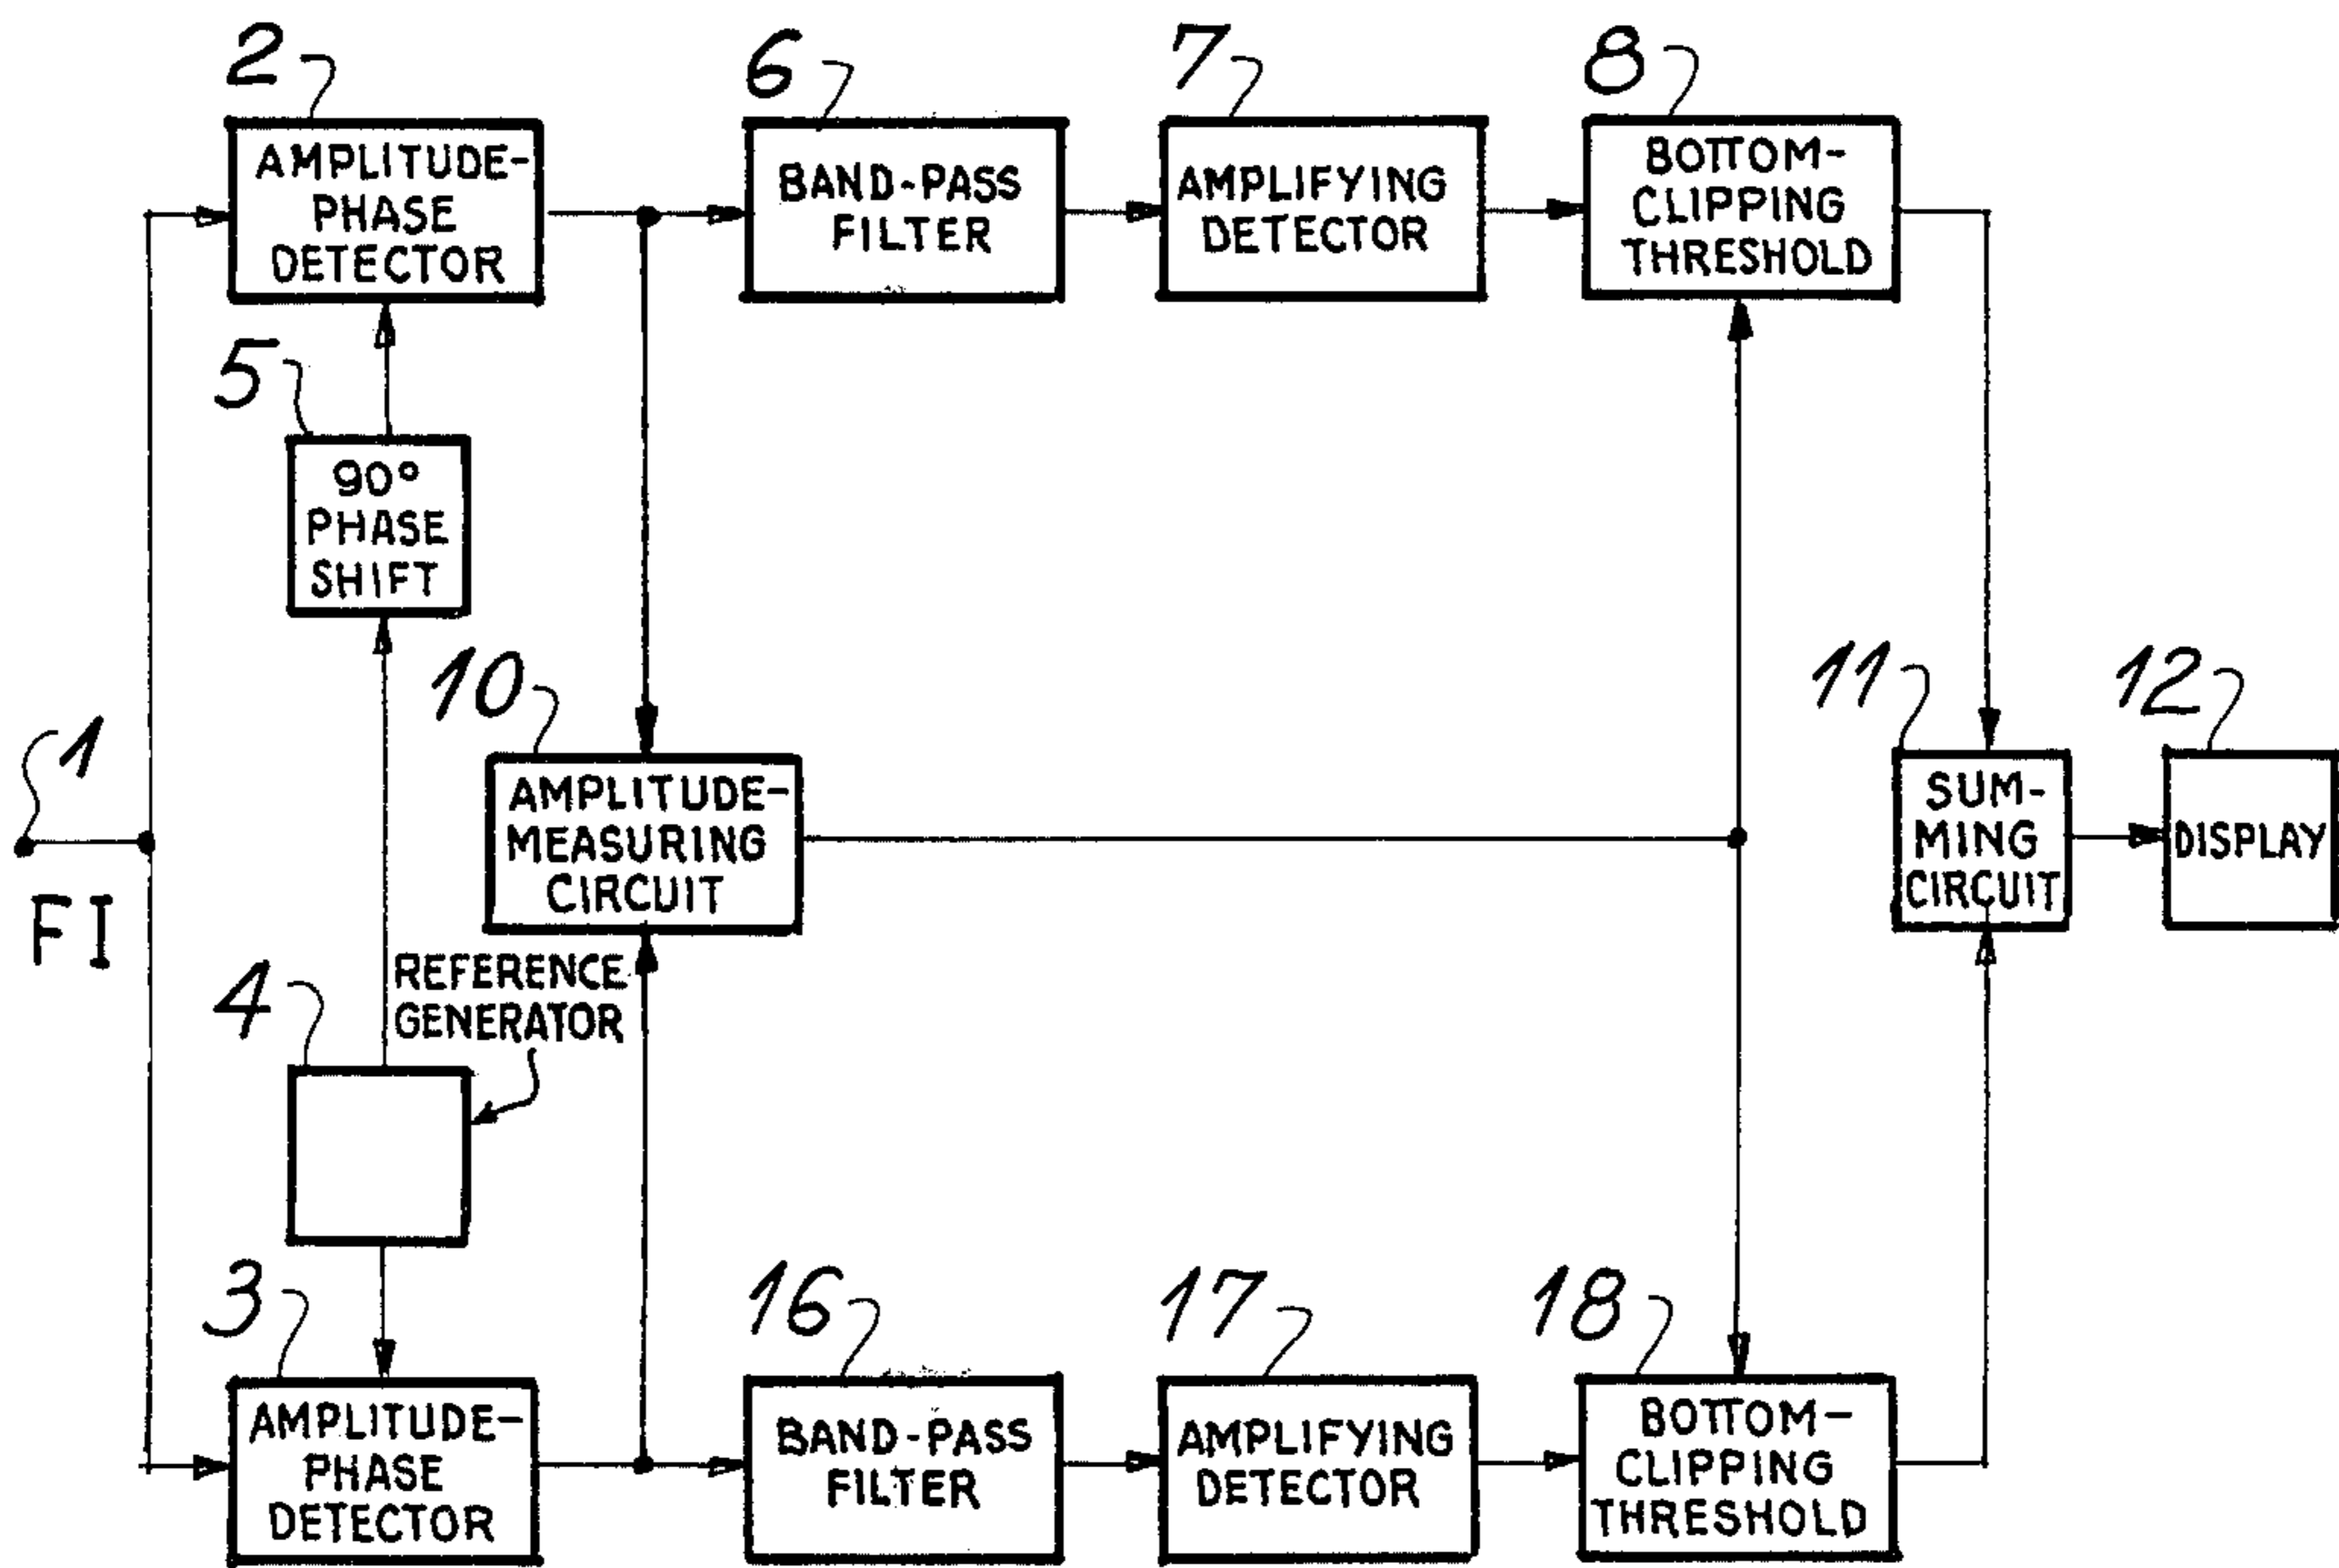 2
6
7
8
AMPLITUDE-
PHASE
DETECTOR
BAND-PASS
FILTER
AMPLIFYING
DETECTOR
BOTTOM-
CLIPPING
THRESHOLD
5
90°
PHASE
SHIFT
10
11
12
1
FI
AMPLITUDE-
MEASURING
CIRCUIT
SUM-
MING
CIRCUIT
DISPLAY
4
REFERENCE
GENERATOR
3
16
17
18
AMPLITUDE-
PHASE
DETECTOR
BAND-PASS
FILTER
AMPLIFYING
DETECTOR
BOTTOM-
CLIPPING
THRESHOLD